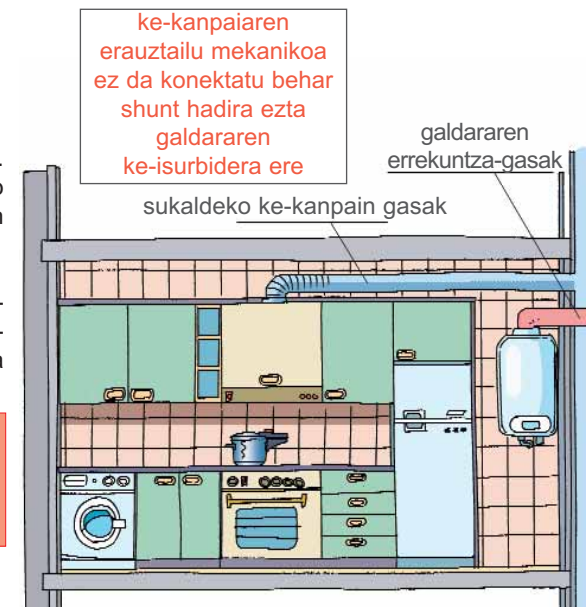 ke-kanpaiaren
erauztailu mekanikoa
ez da konektatu behar
shunt hadira ezta
galdararen
ke-isurbidera ere
galdararen
errekuntza-gasak
sukaldeko ke-kanpain gasak